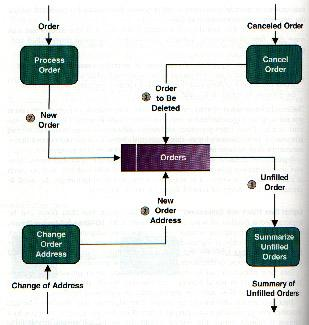 Order
Canceled Order
Process
Order
Cancel
Order
Order
to Be
Deleted
New
Order
Orders
Unfilled
Order
New
Order
Address
Change
Order
Address
Summarize
Unfilled
Orders
Change of Address
Summary of
Unfilled Orders